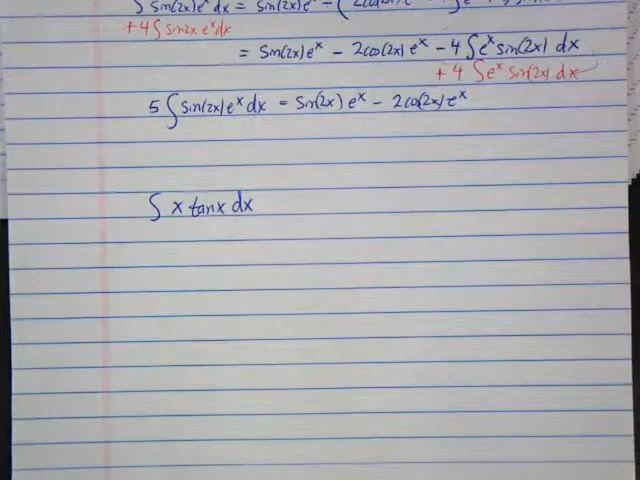 ∫ sin(2x)eˣ dx = sin(2x)eˣ
+4∫ sin2x eˣ dx
= sin(2x)eˣ − 2cos(2x)eˣ − 4∫eˣ sin(2x) dx
+ 4 ∫eˣ sin(2x) dx
5 ∫ sin(2x)eˣ dx = sin(2x) eˣ − 2cos(2x)eˣ
∫ x tanx dx